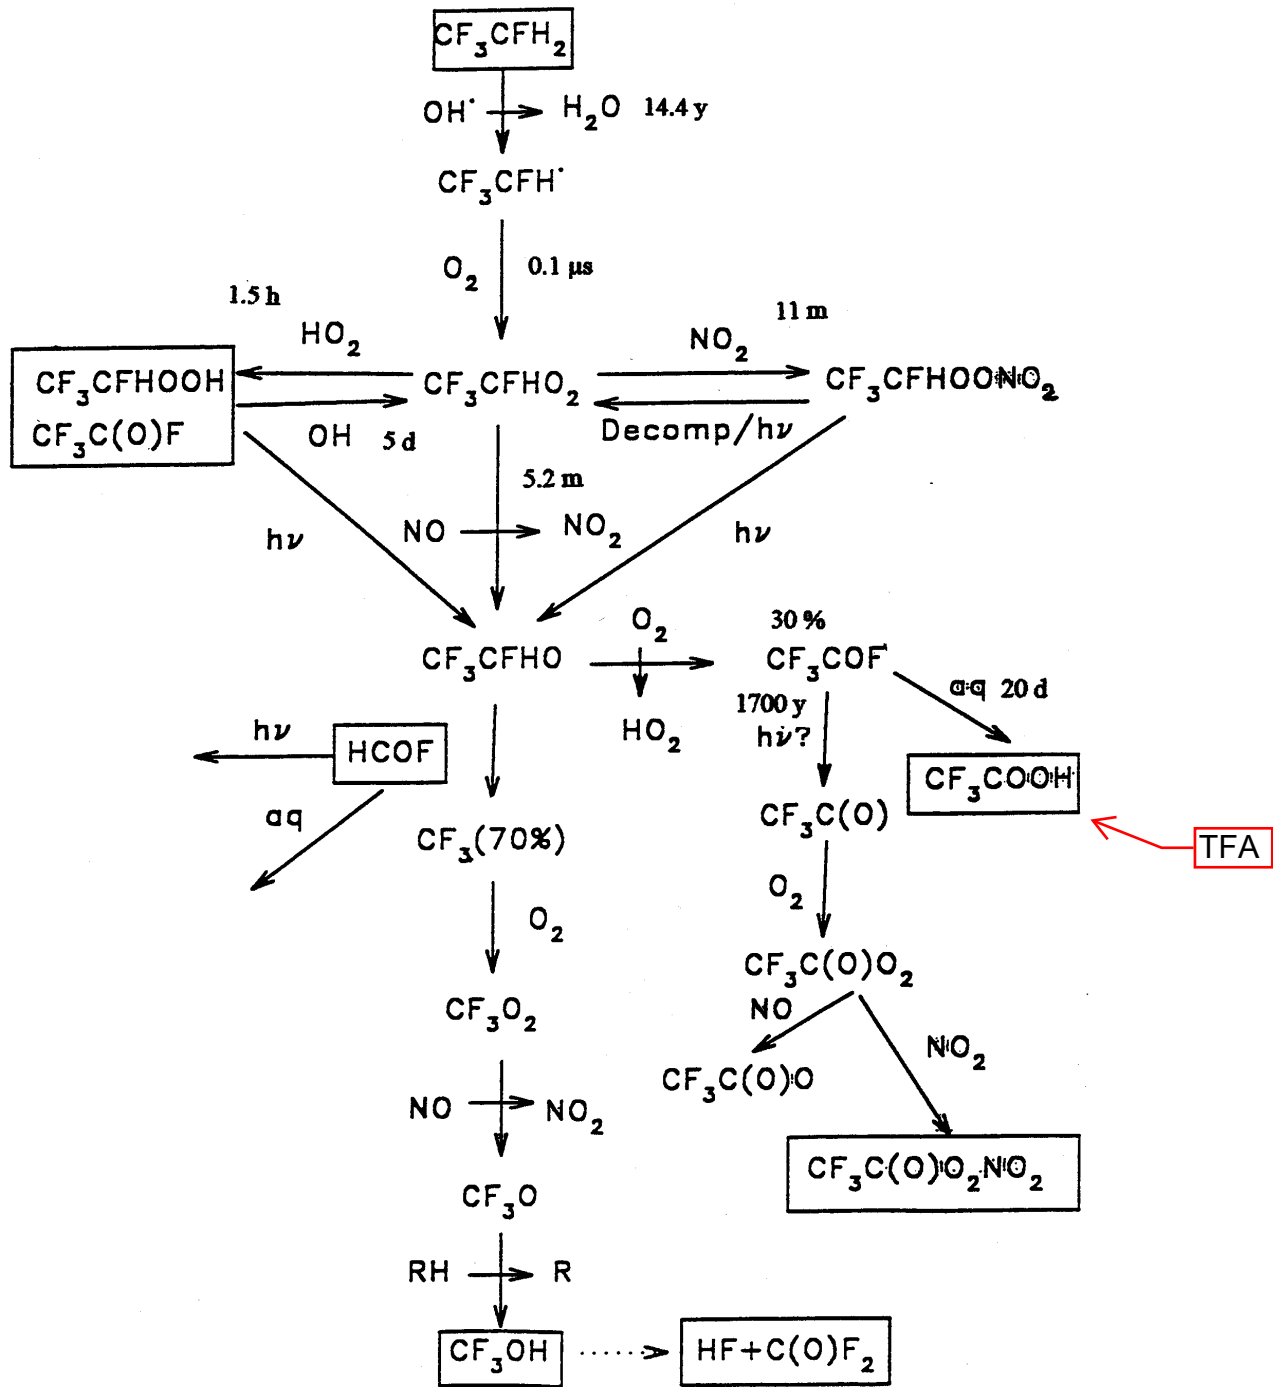 CF₃CFH₂
OH· H₂O 14.4 y
CF₃CFH·
O₂ 0.1 µs
1.5 h
11 m
HO₂
NO₂
CF₃CFHOOH
CF₃C(O)F
CF₃CFHO₂
CF₃CFHOONO₂
OH 5 d
Decomp/hν
5.2 m
hν
NO NO₂
hν
O₂
30 %
CF₃CFHO
CF₃COF
aq 20 d
HO₂
1700 y
hν?
hν
HCOF
CF₃COOH
TFA
aq
CF₃(70%)
CF₃C(O)
O₂
O₂
CF₃C(O)O₂
CF₃O₂
NO
NO₂
CF₃C(O)O
NO NO₂
CF₃C(O)O₂NO₂
CF₃O
RH R
CF₃OH
HF+C(O)F₂